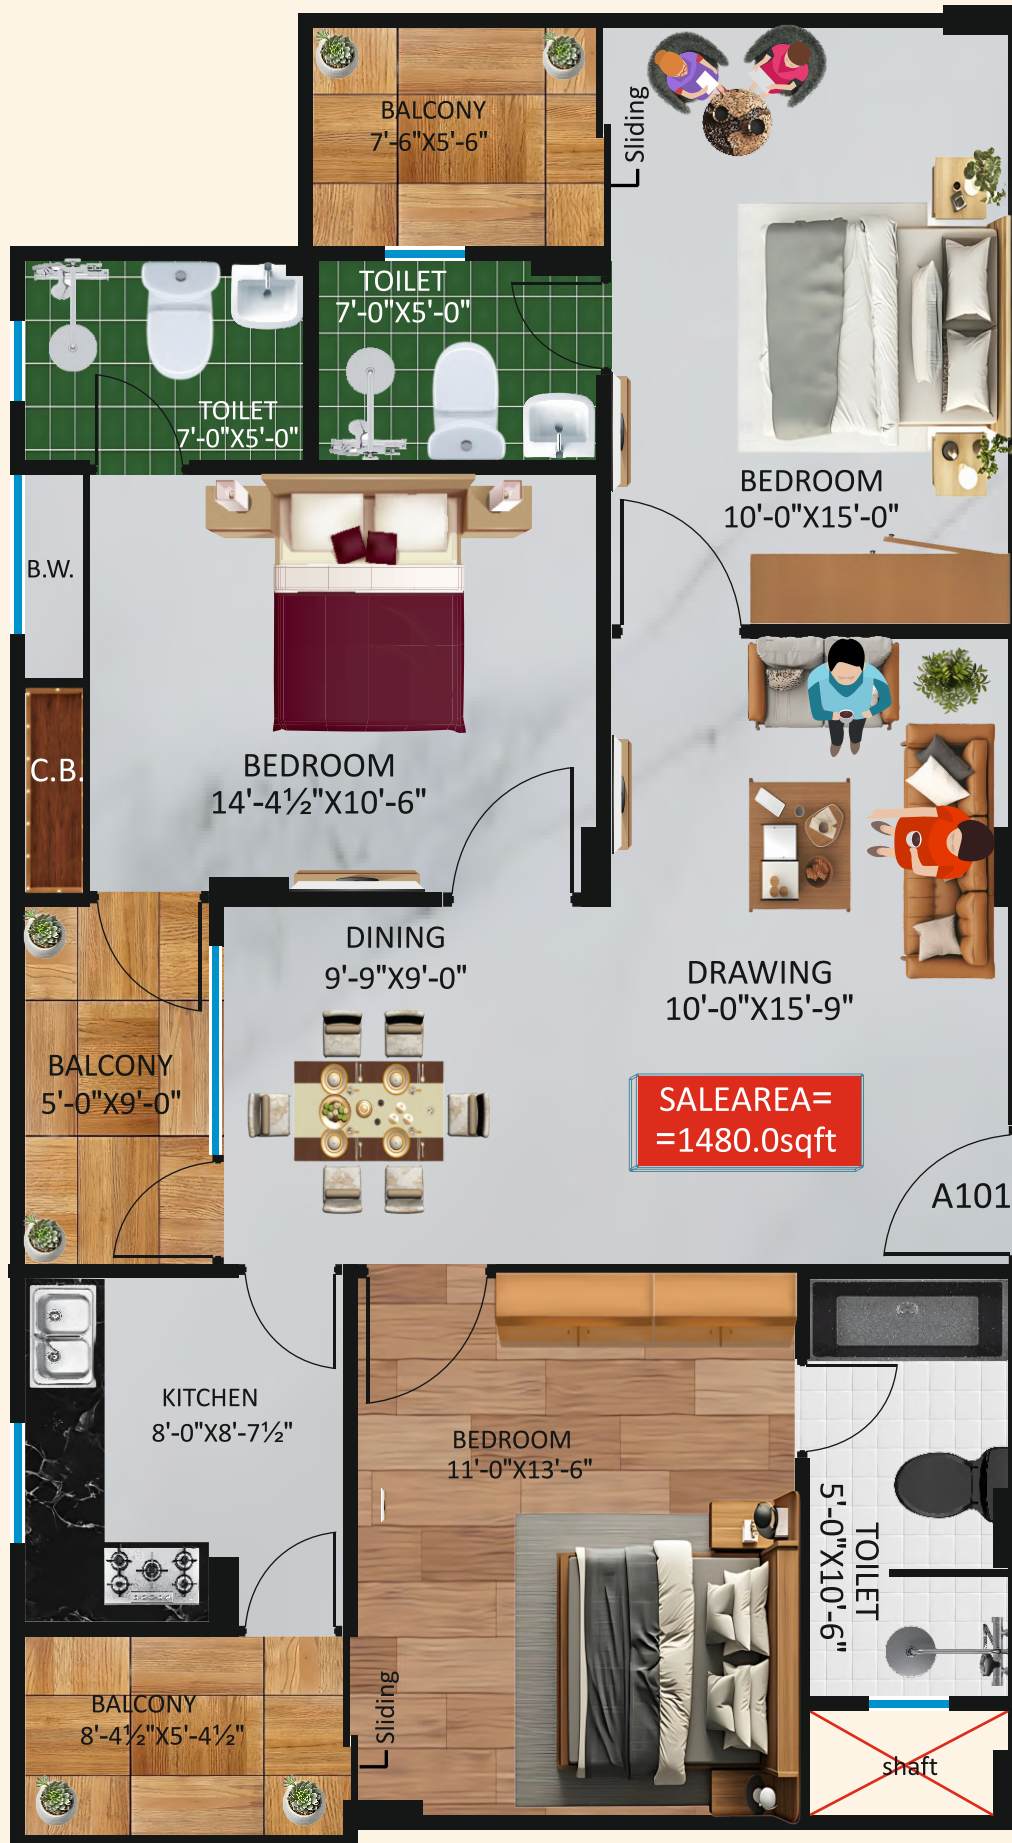 BALCONY
7'-6"X5'-6"
Sliding
TOILET
7'-0"X5'-0"
TOILET
7'-0"X5'-0"
BEDROOM
10'-0"X15'-0"
B.W.
C.B.
BEDROOM
14'-4½"X10'-6"
DINING
9'-9"X9'-0"
DRAWING
10'-0"X15'-9"
BALCONY
5'-0"X9'-0"
SALEAREA=
=1480.0sqft
A101
KITCHEN
8'-0"X8'-7½"
BEDROOM
11'-0"X13'-6"
TOILET
5'-0"X10'-6"
BALCONY
8'-4½"X5'-4½"
Sliding
shaft